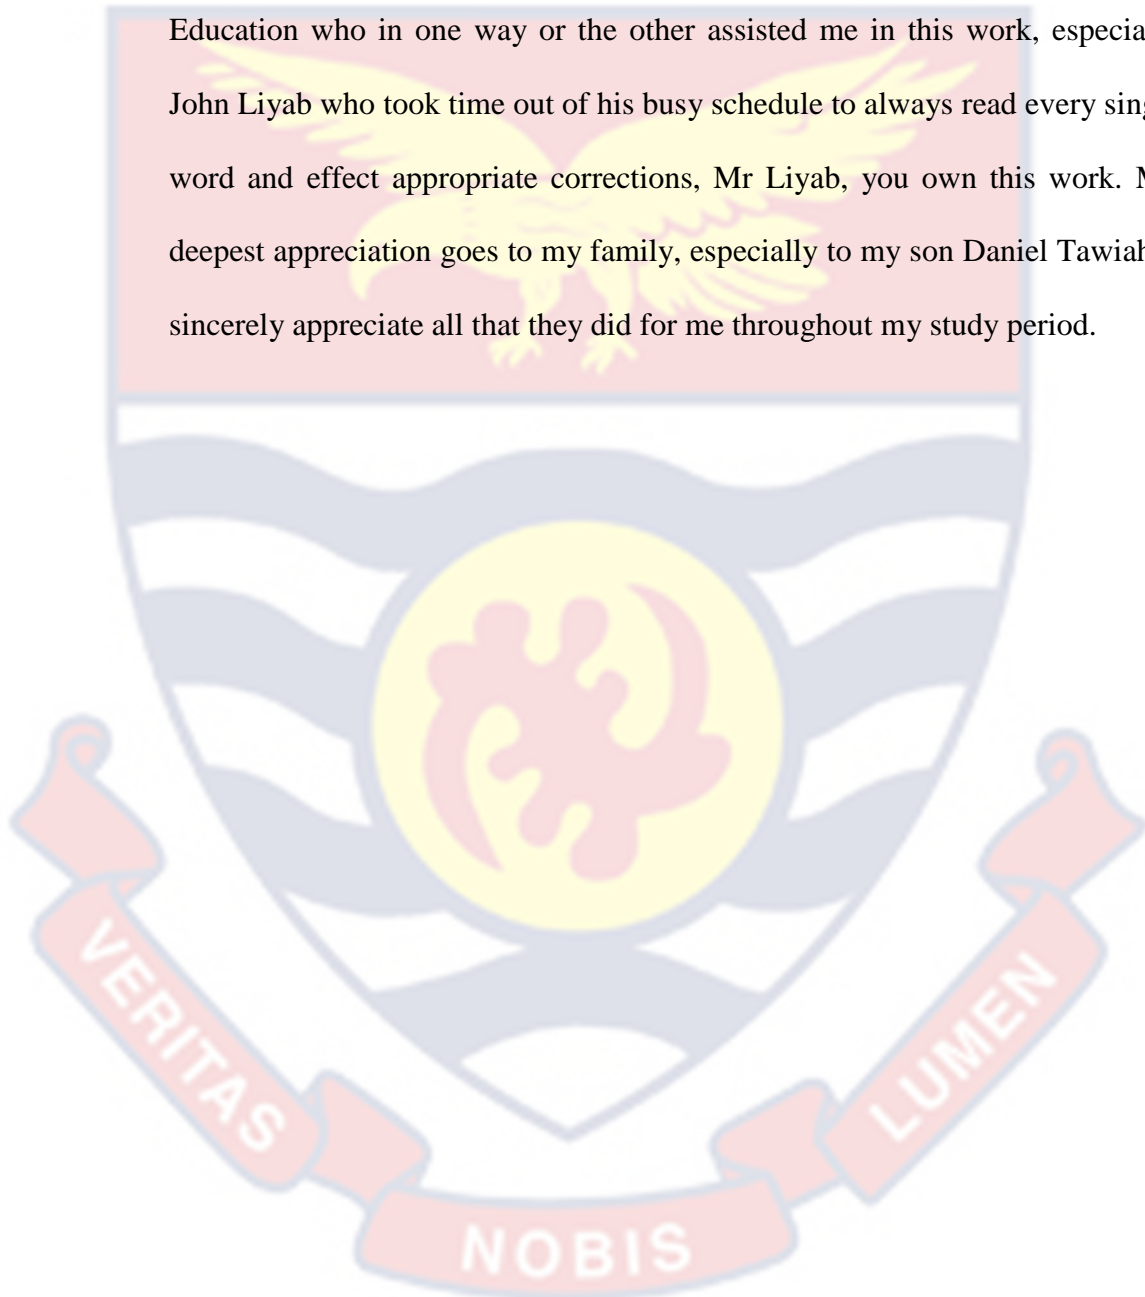 Education who in one way or the other assisted me in this work, especia
John Liyab who took time out of his busy schedule to always read every sing
word and effect appropriate corrections, Mr Liyab, you own this work. M
deepest appreciation goes to my family, especially to my son Daniel Tawiah
sincerely appreciate all that they did for me throughout my study period.
VERITAS
NOBIS
LUMEN